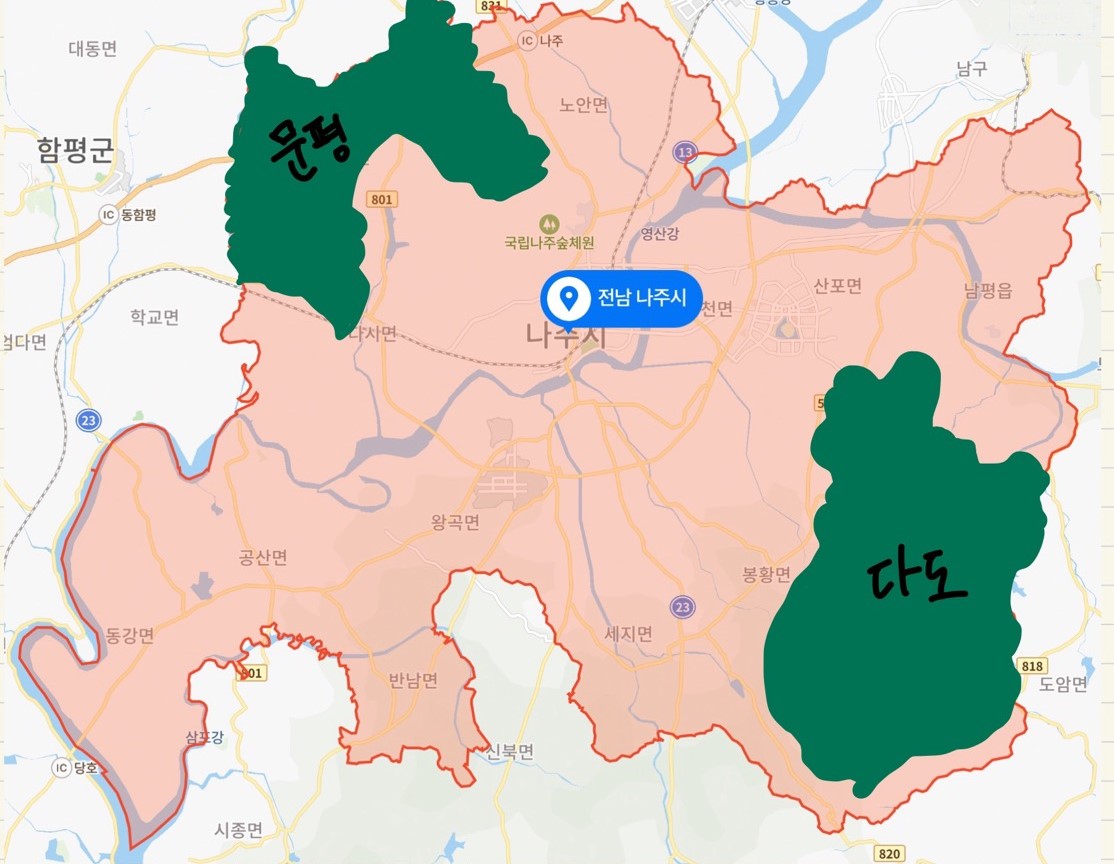 831
대동면
IC 나주
남구
노안면
함평군
문평
13
801
IC 동함평
국립나주숲체원
영산강
산포면
남평읍
전남 나주시
천면
학교면
다시면
나주시
엄다면
23
5
왕곡면
공산면
봉황면
다도
23
동강면
세지면
801
반남면
818
도암면
삼포강
신북면
IC 당호
시종면
820